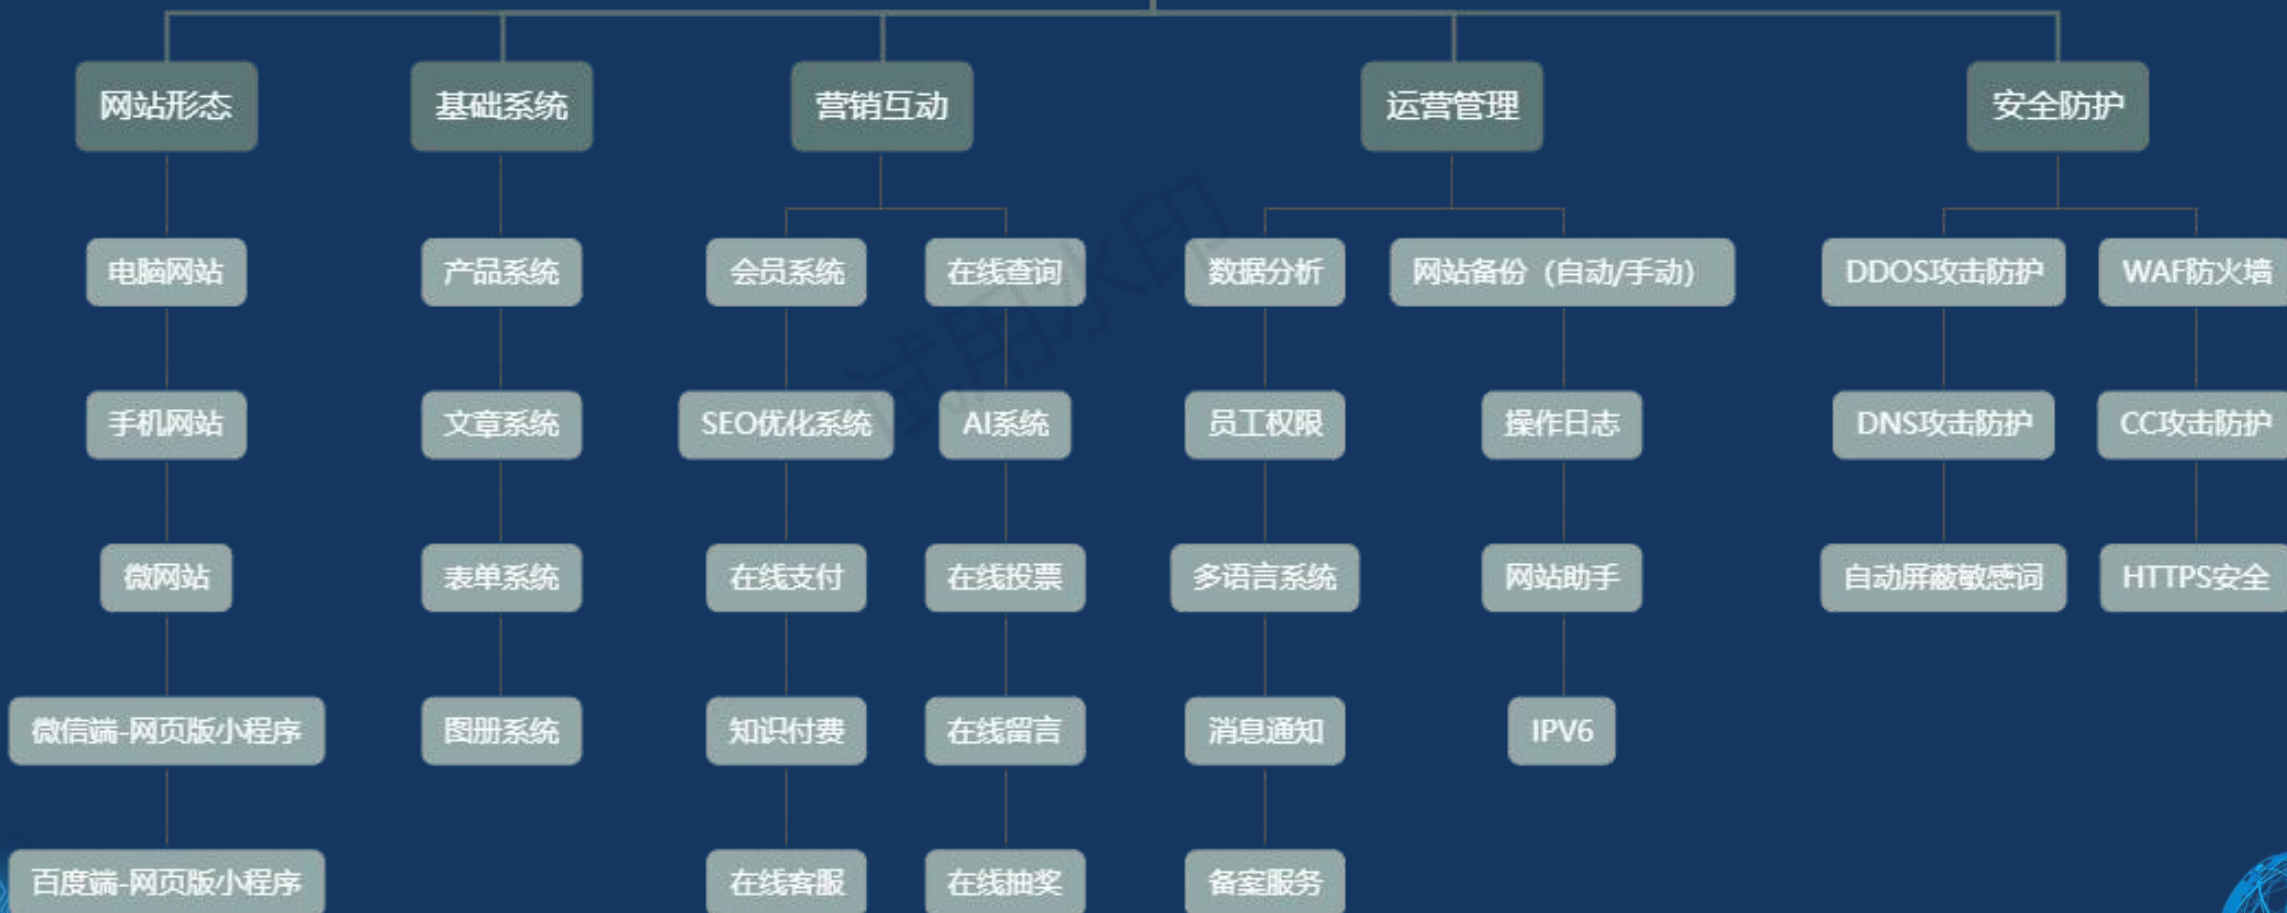 网站形态
基础系统
营销互动
运营管理
安全防护
电脑网站
产品系统
会员系统
在线查询
数据分析
网站备份（自动/手动）
DDOS攻击防护
WAF防火墙
手机网站
文章系统
SEO优化系统
AI系统
员工权限
操作日志
DNS攻击防护
CC攻击防护
微网站
表单系统
在线支付
在线投票
多语言系统
网站助手
自动屏蔽敏感词
HTTPS安全
微信端-网页版小程序
图册系统
知识付费
在线留言
消息通知
IPV6
百度端-网页版小程序
在线客服
在线抽奖
备案服务
试用水印